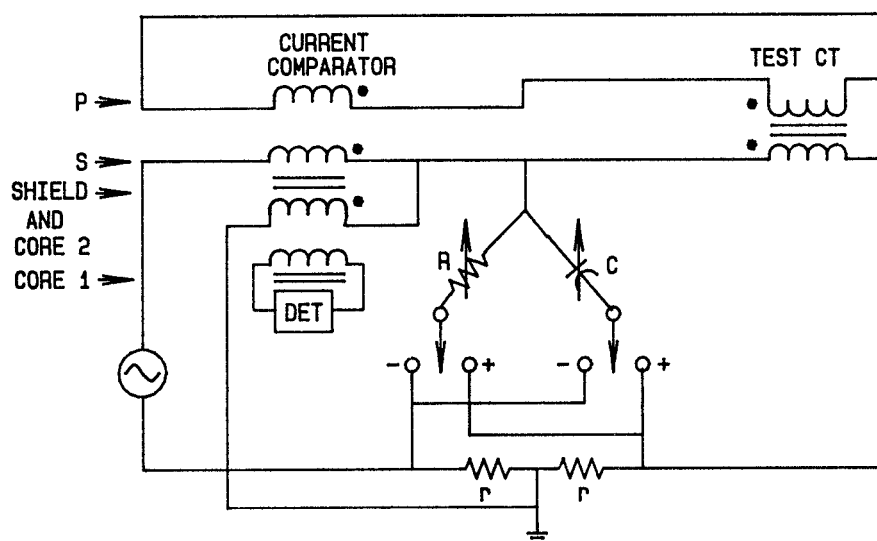 CURRENT
COMPARATOR
TEST CT
P
S
SHIELD
AND
CORE 2
CORE 1
DET
R
C
- +
- +
r r